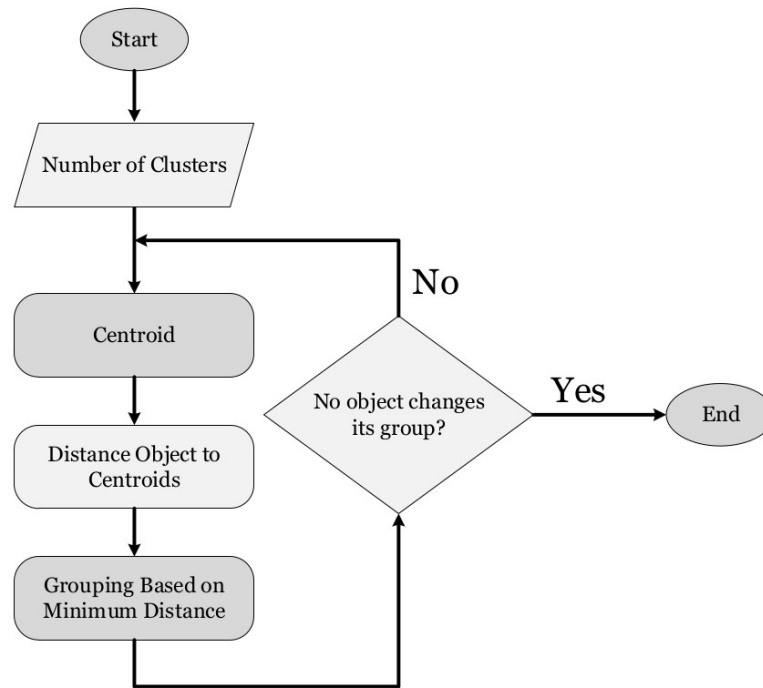 Start
Number of Clusters
Centroid
Distance Object to
Centroids
Grouping Based on
Minimum Distance
No object changes
its group?
No
Yes
End